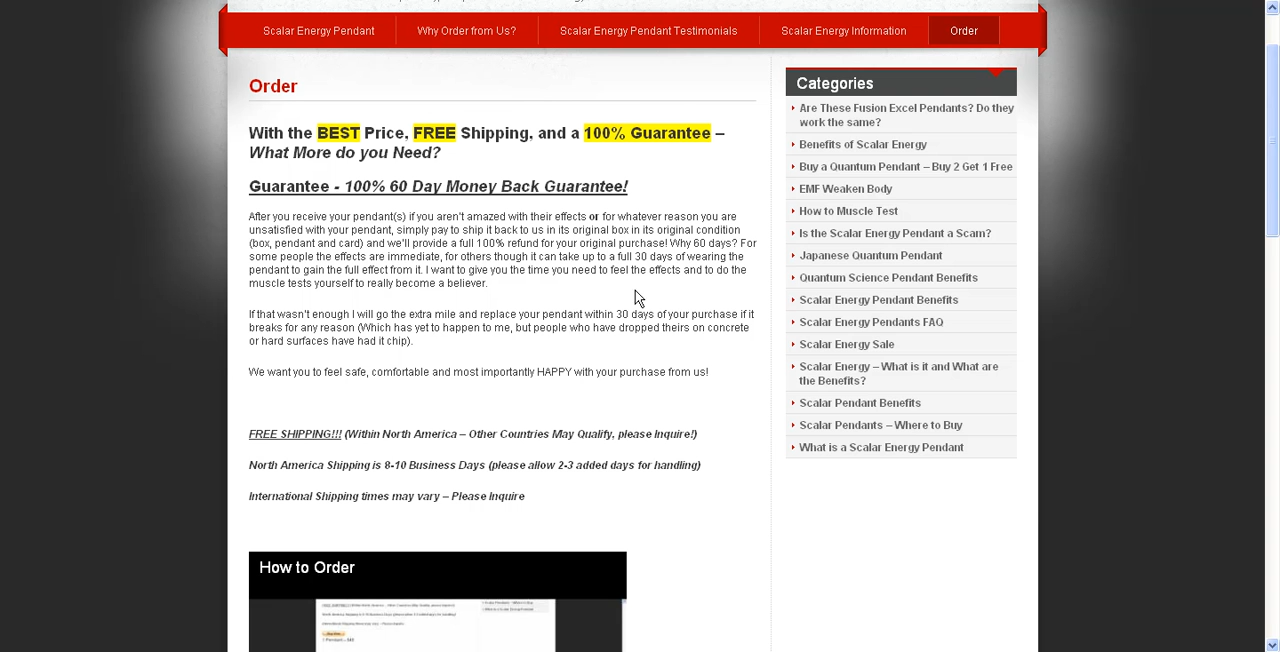 Scalar Energy Pendant
Why Order from Us?
Scalar Energy Pendant Testimonials
Scalar Energy Information
Order
Order
With the BEST Price, FREE Shipping, and a 100% Guarantee –
What More do you Need?
Guarantee - 100% 60 Day Money Back Guarantee!
After you receive your pendant(s) if you aren't amazed with their effects or for whatever reason you are
unsatisfied with your pendant, simply pay to ship it back to us in its original box in its original condition
(box, pendant and card) and we'll provide a full 100% refund for your original purchase! Why 60 days? For
some people the effects are immediate, for others though it can take up to a full 30 days of wearing the
pendant to gain the full effect from it. I want to give you the time you need to feel the effects and to do the
muscle tests yourself to really become a believer.
If that wasn't enough I will go the extra mile and replace your pendant within 30 days of your purchase if it
breaks for any reason (Which has yet to happen to me, but people who have dropped theirs on concrete
or hard surfaces have had it chip).
We want you to feel safe, comfortable and most importantly HAPPY with your purchase from us!
FREE SHIPPING!!! (Within North America – Other Countries May Qualify, please Inquire!)
North America Shipping is 8-10 Business Days (please allow 2-3 added days for handling)
International Shipping times may vary – Please Inquire
How to Order
Categories
Are These Fusion Excel Pendants? Do they
work the same?
Benefits of Scalar Energy
Buy a Quantum Pendant – Buy 2 Get 1 Free
EMF Weaken Body
How to Muscle Test
Is the Scalar Energy Pendant a Scam?
Japanese Quantum Pendant
Quantum Science Pendant Benefits
Scalar Energy Pendant Benefits
Scalar Energy Pendants FAQ
Scalar Energy Sale
Scalar Energy – What is it and What are
the Benefits?
Scalar Pendant Benefits
Scalar Pendants – Where to Buy
What is a Scalar Energy Pendant